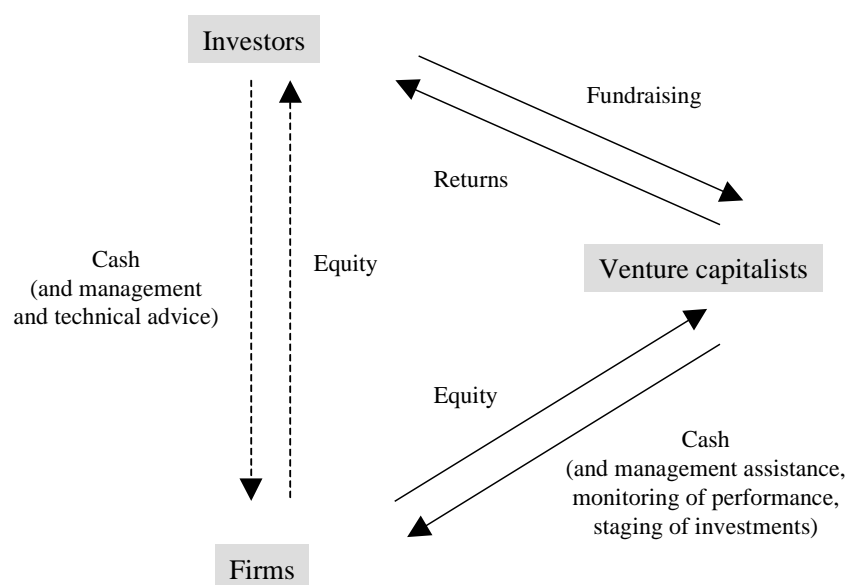 Investors
Fundraising
Returns
Cash
(and management
and technical advice)
Equity
Venture capitalists
Equity
Cash
(and management assistance,
monitoring of performance,
staging of investments)
Firms